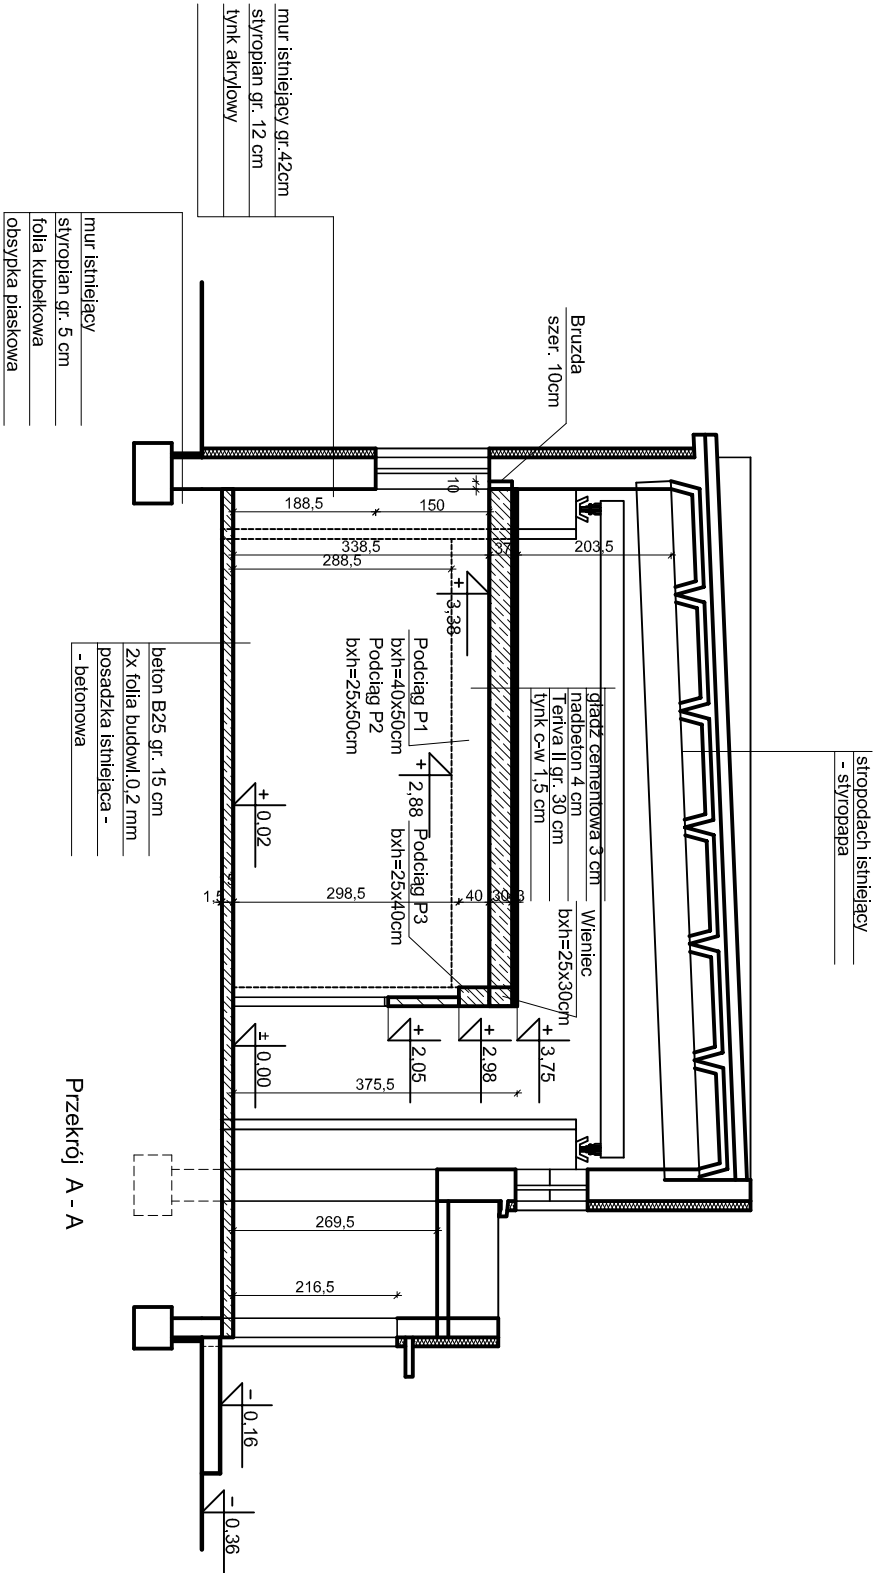 stropodach istniejący
- styropapa
gładź cementowa 3 cm
nadbeton 4 cm
Teriva II gr. 30 cm
tynk c-w 1,5 cm
Wieniec
bxh=25x30cm
Bruzda
szer. 10cm
Podciąg P1
bxh=40x50cm
Podciąg P2
bxh=25x50cm
Podciąg P3
bxh=25x40cm
mur istniejący gr.42cm
styropian gr. 12 cm
tynk akrylowy
mur istniejący
styropian gr. 5 cm
folia kubełkowa
obsypka piaskowa
beton B25 gr. 15 cm
2x folia budowl.0,2 mm
posadzka istniejąca -
- betonowa
10
188,5
150
338,5
37
203,5
288,5
+ 3,38
+ 2,88
+ 0,02
298,5
40
30
3
+ 3,75
+ 2,98
+ 2,05
± 0,00
375,5
269,5
216,5
- 0,16
- 0,36
Przekrój A - A